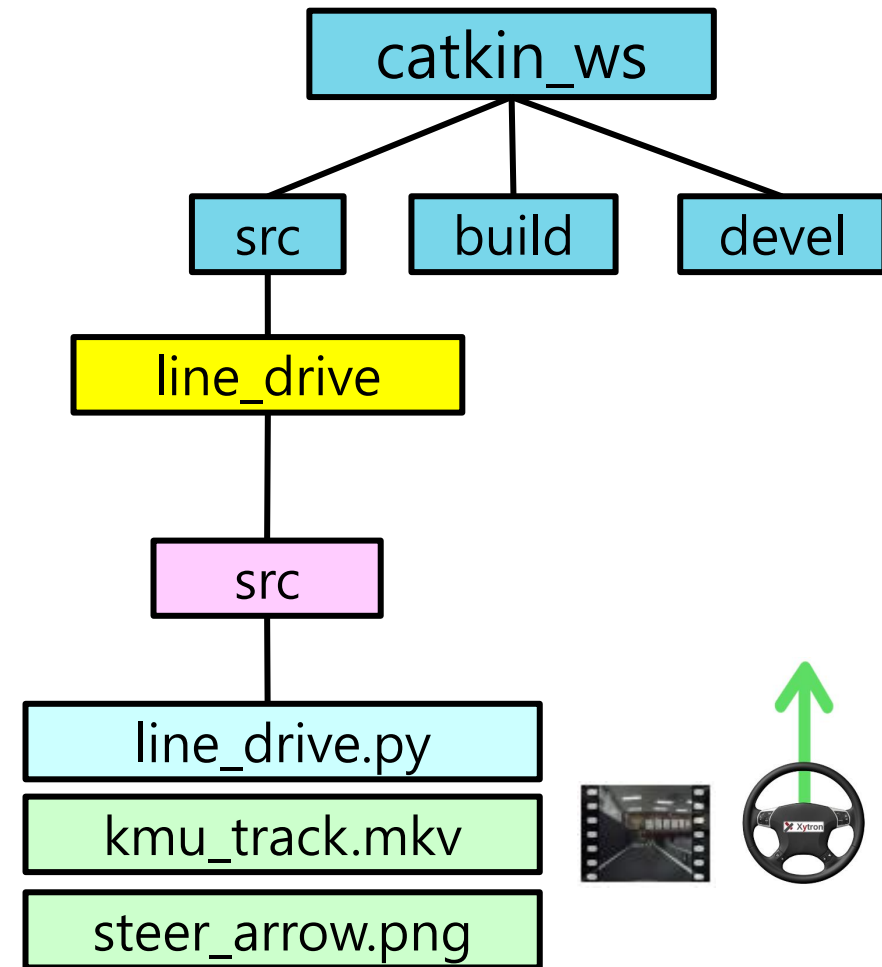 catkin_ws
src
build
devel
line_drive
src
line_drive.py
kmu_track.mkv
steer_arrow.png
Xytron